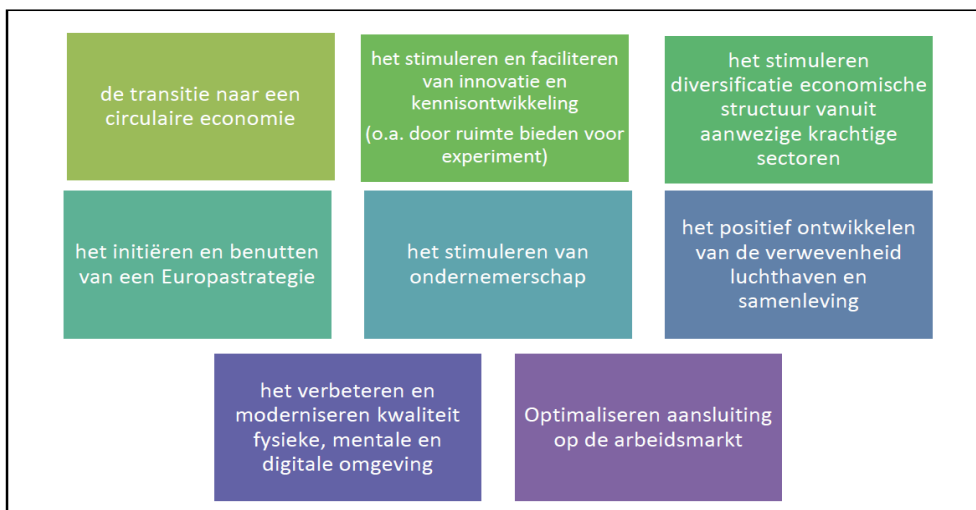 de transitie naar een
circulaire economie
het stimuleren en faciliteren
van innovatie en
kennisontwikkeling
(o.a. door ruimte bieden voor
experiment)
het stimuleren
diversificatie economische
structuur vanuit
aanwezige krachtige
sectoren
het initiëren en benutten
van een Europastrategie
het stimuleren van
ondernemerschap
het positief ontwikkelen
van de verwevenheid
luchthaven en
samenleving
het verbeteren en
moderniseren kwaliteit
fysieke, mentale en
digitale omgeving
Optimaliseren aansluiting
op de arbeidsmarkt